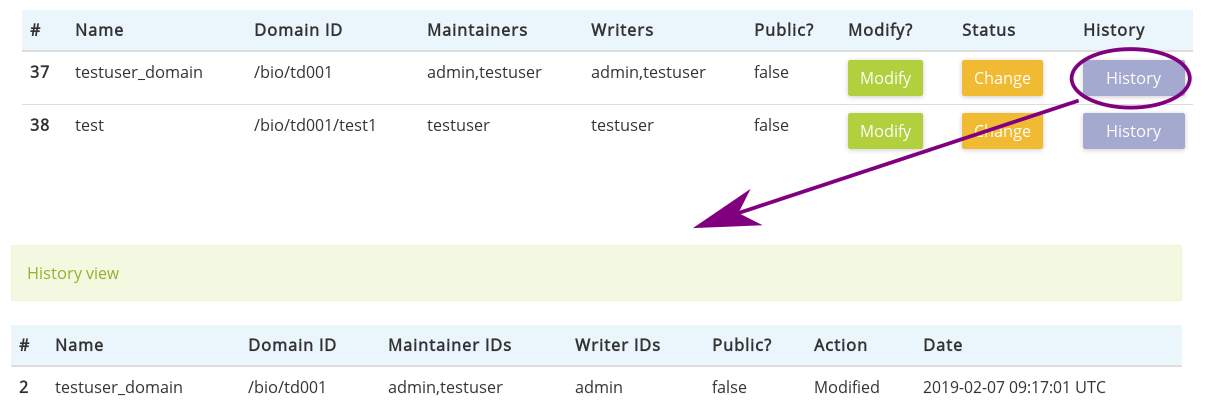 # Name Domain ID Maintainers Writers Public? Modify? Status History
37 testuser_domain /bio/td001 admin,testuser admin,testuser false Modify Change History
38 test /bio/td001/test1 testuser testuser false Modify Change History
History view
# Name Domain ID Maintainer IDs Writer IDs Public? Action Date
2 testuser_domain /bio/td001 admin,testuser admin false Modified 2019-02-07 09:17:01 UTC